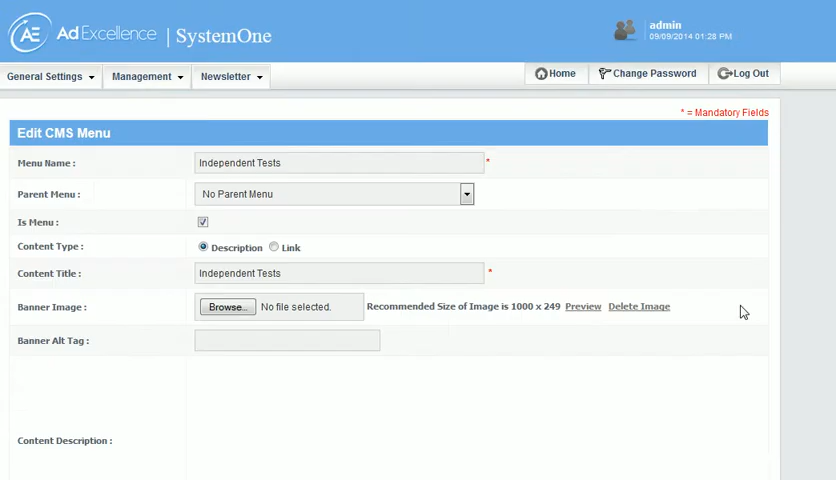 AE AdExcellence | SystemOne
admin
09/09/2014 01:28 PM
General Settings Management Newsletter Home Change Password Log Out
* = Mandatory Fields
Edit CMS Menu
Menu Name : Independent Tests *
Parent Menu : No Parent Menu
Is Menu :
Content Type : Description Link
Content Title : Independent Tests *
Banner Image : Browse... No file selected. Recommended Size of Image is 1000 x 249 Preview Delete Image
Banner Alt Tag :
Content Description :